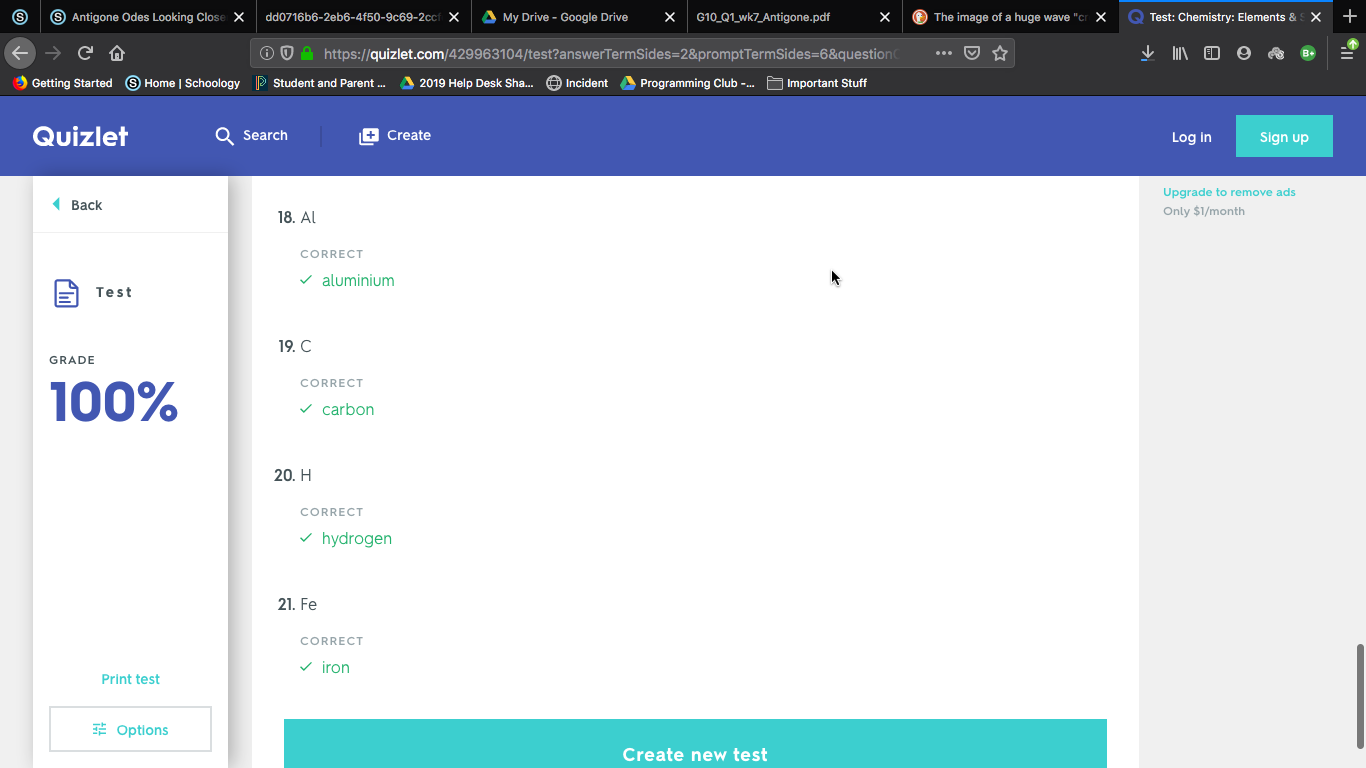 Antigone Odes Looking Close
dd0716b6-2eb6-4f50-9c69-2ccf
My Drive - Google Drive
G10_Q1_wk7_Antigone.pdf
The image of a huge wave "cr
Test: Chemistry: Elements & S
https://quizlet.com/429963104/test?answerTermSides=2&promptTermSides=6&question
Getting Started
Home | Schoology
Student and Parent ...
2019 Help Desk Sha...
Incident
Programming Club -...
Important Stuff
Quizlet
Search
Create
Log in
Sign up
Back
Test
GRADE
100%
Print test
Options
18. Al
CORRECT
aluminium
19. C
CORRECT
carbon
20. H
CORRECT
hydrogen
21. Fe
CORRECT
iron
Create new test
Upgrade to remove ads
Only $1/month